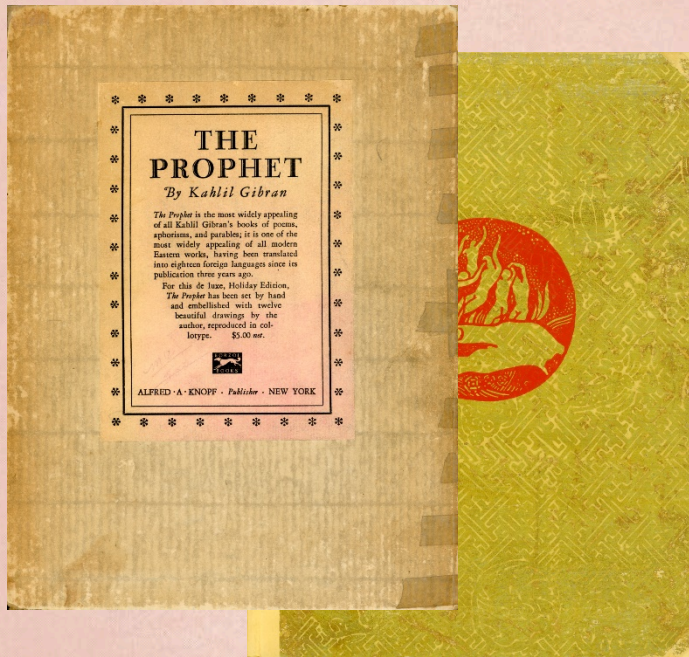 THE
PROPHET
By Kahlil Gibran
The Prophet is the most widely appealing
of all Kahlil Gibran's books of poems,
aphorisms, and parables; it is one of the
most widely appealing of all modern
Eastern works, having been translated
into eighteen foreign languages since its
publication three years ago.
For this de luxe, Holiday Edition,
The Prophet has been set by hand
and embellished with twelve
beautiful drawings by the
author, reproduced in col-
lotype. $5.00 net.
BORZOI
BOOKS
ALFRED · A · KNOPF · Publisher · NEW YORK